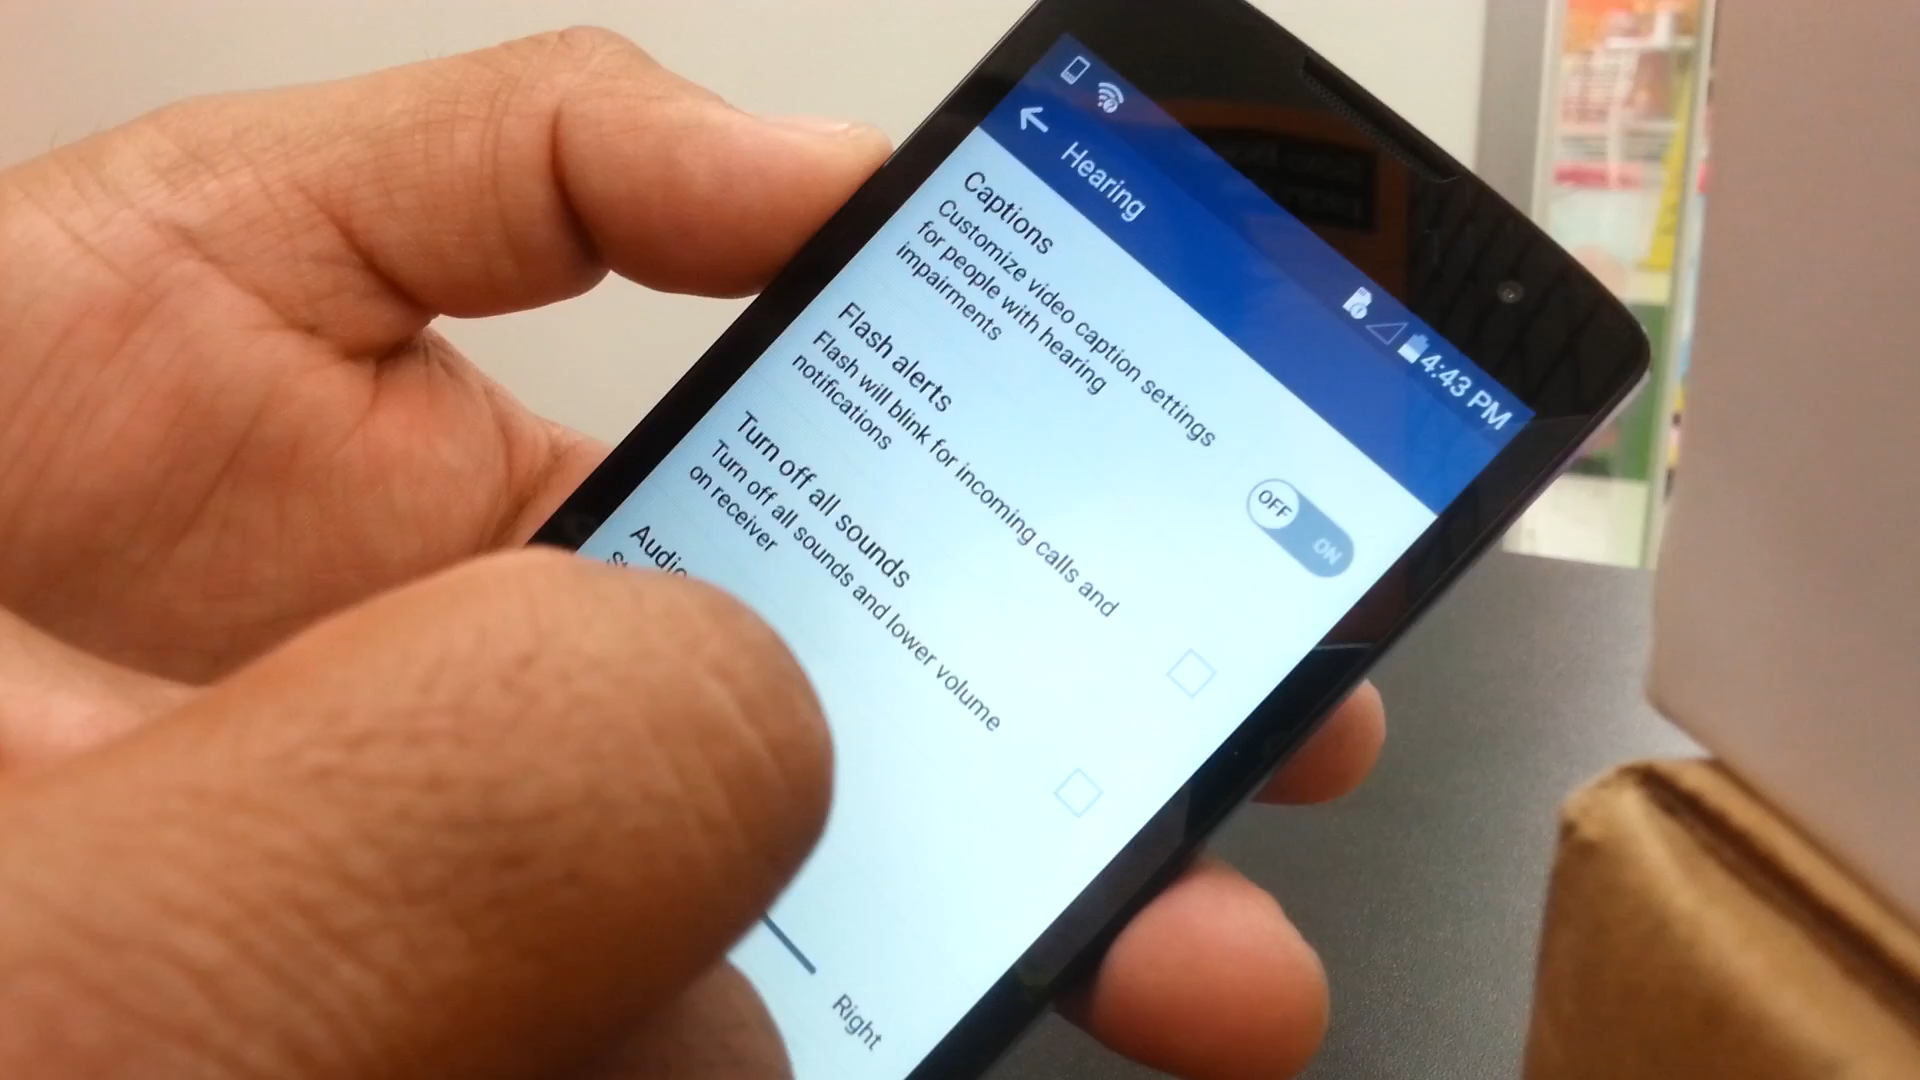 4:43 PM
Hearing
Captions
Customize video caption settings
for people with hearing
impairments
OFF
ON
Flash alerts
Flash will blink for incoming calls and
notifications
Turn off all sounds
Turn off all sounds and lower volume
on receiver
Audio
Right